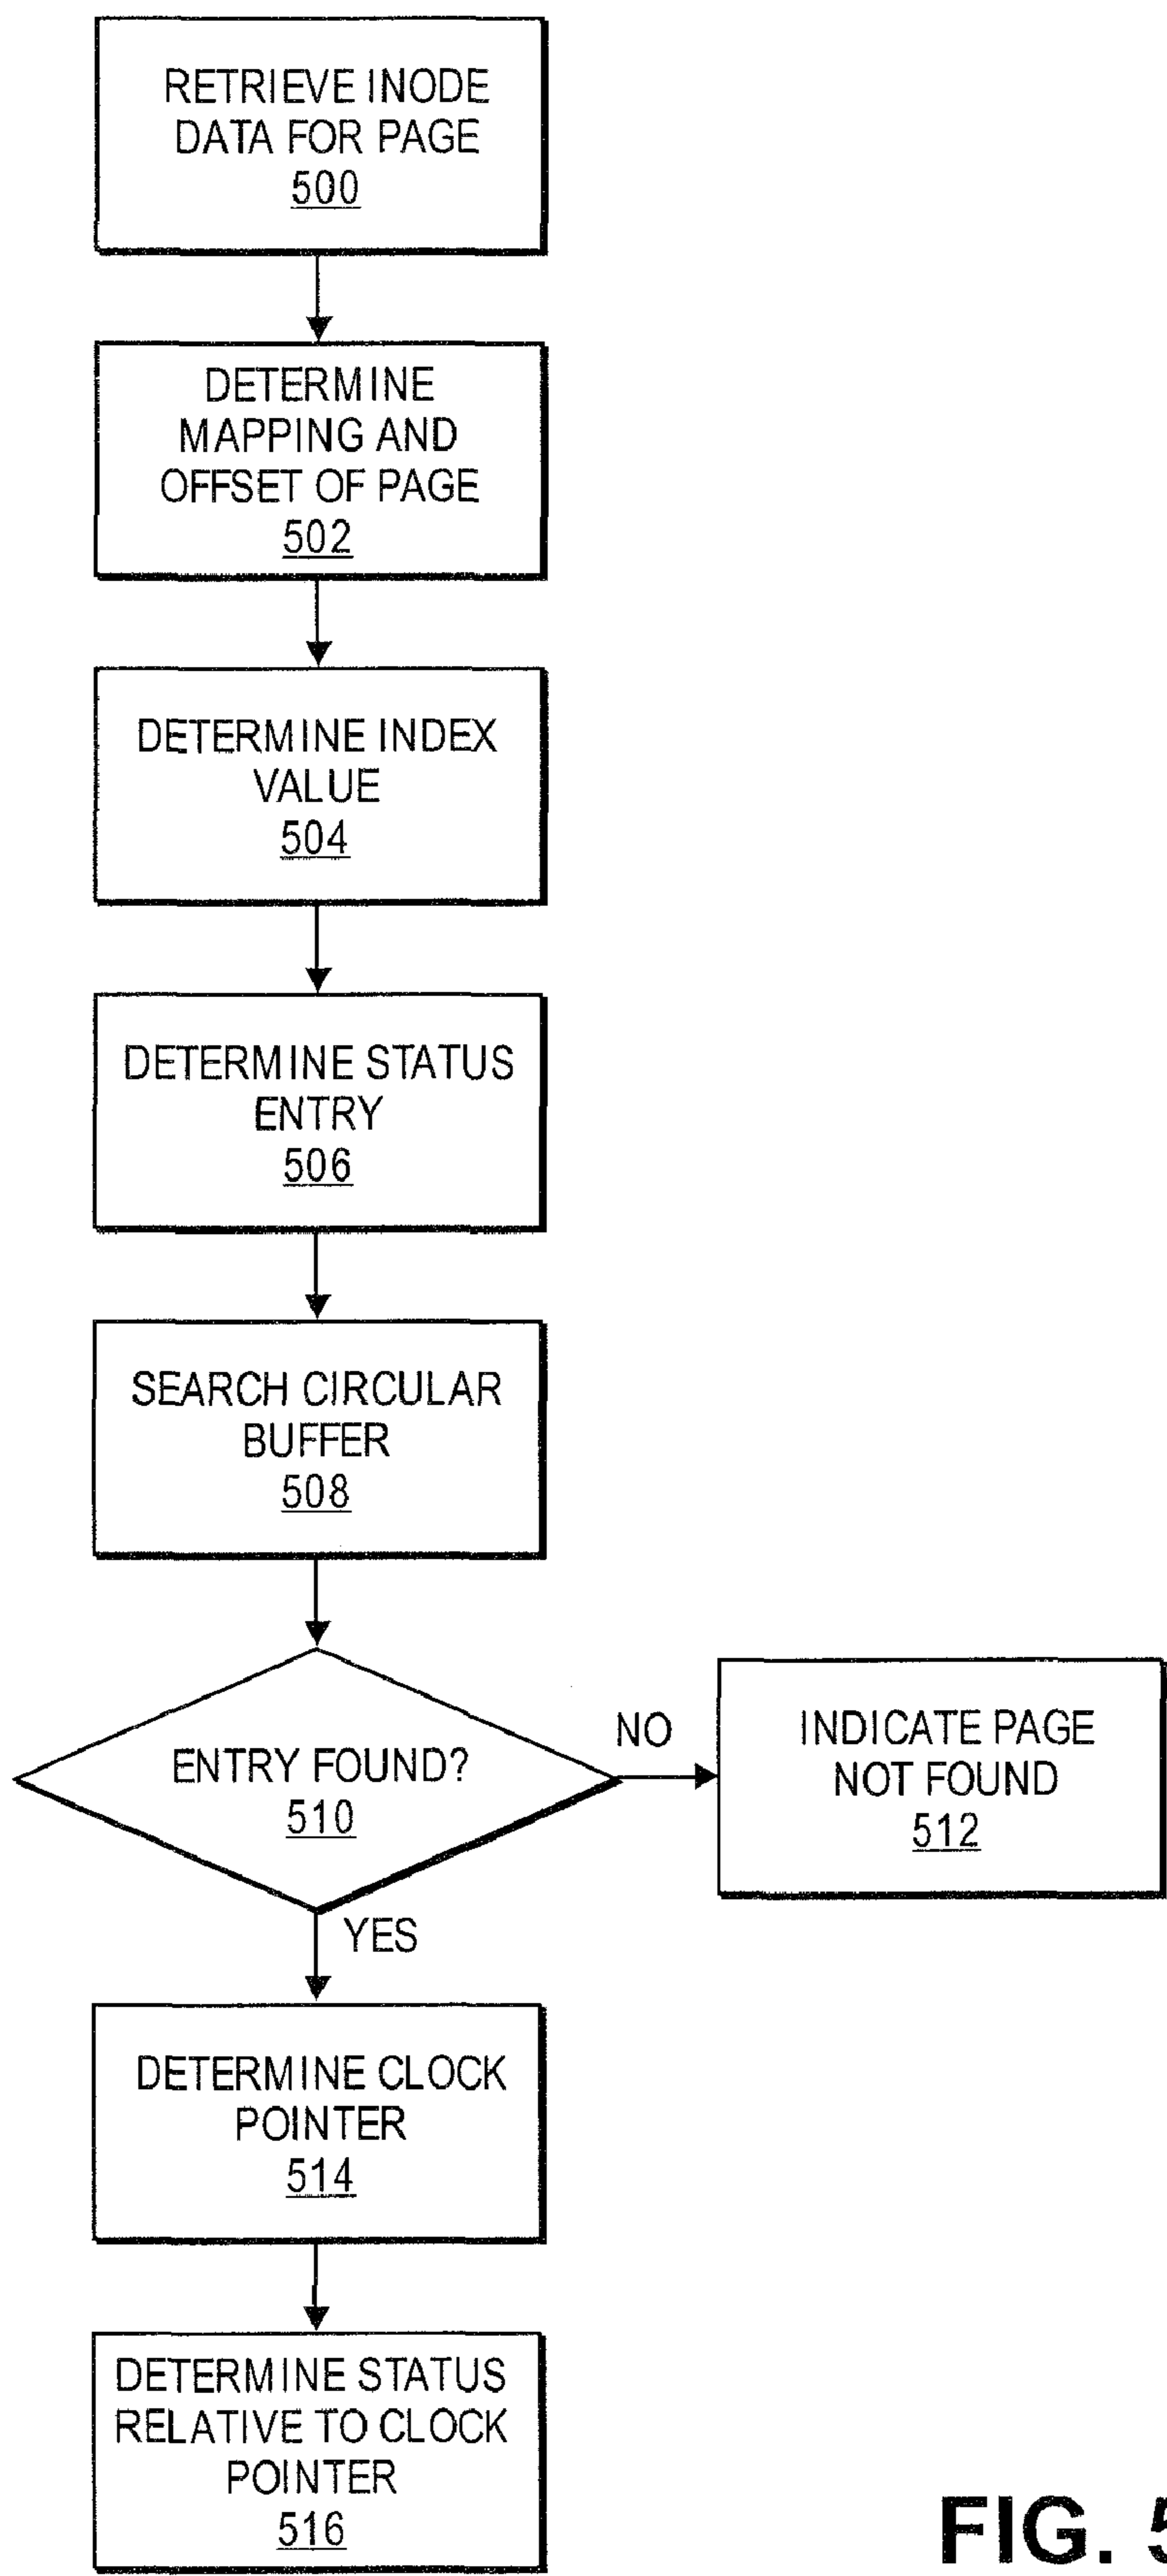 RETRIEVE INODE
DATA FOR PAGE
500
DETERMINE
MAPPING AND
OFFSET OF PAGE
502
DETERMINE INDEX
VALUE
504
DETERMINE STATUS
ENTRY
506
SEARCH CIRCULAR
BUFFER
508
ENTRY FOUND?
510
NO
INDICATE PAGE
NOT FOUND
512
YES
DETERMINE CLOCK
POINTER
514
DETERMINE STATUS
RELATIVE TO CLOCK
POINTER
516
FIG. 5